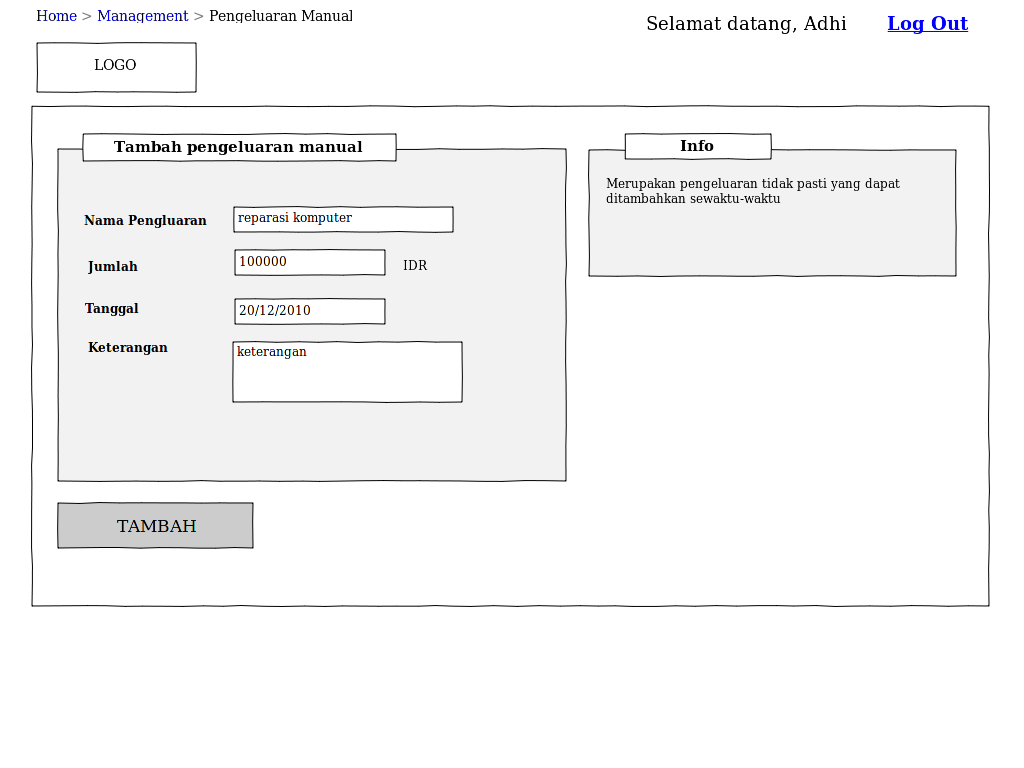 Home > Management > Pengeluaran Manual
Selamat datang, Adhi Log Out
LOGO
Tambah pengeluaran manual
Nama Pengluaran reparasi komputer
Jumlah 100000 IDR
Tanggal 20/12/2010
Keterangan keterangan
TAMBAH
Info
Merupakan pengeluaran tidak pasti yang dapat
ditambahkan sewaktu-waktu